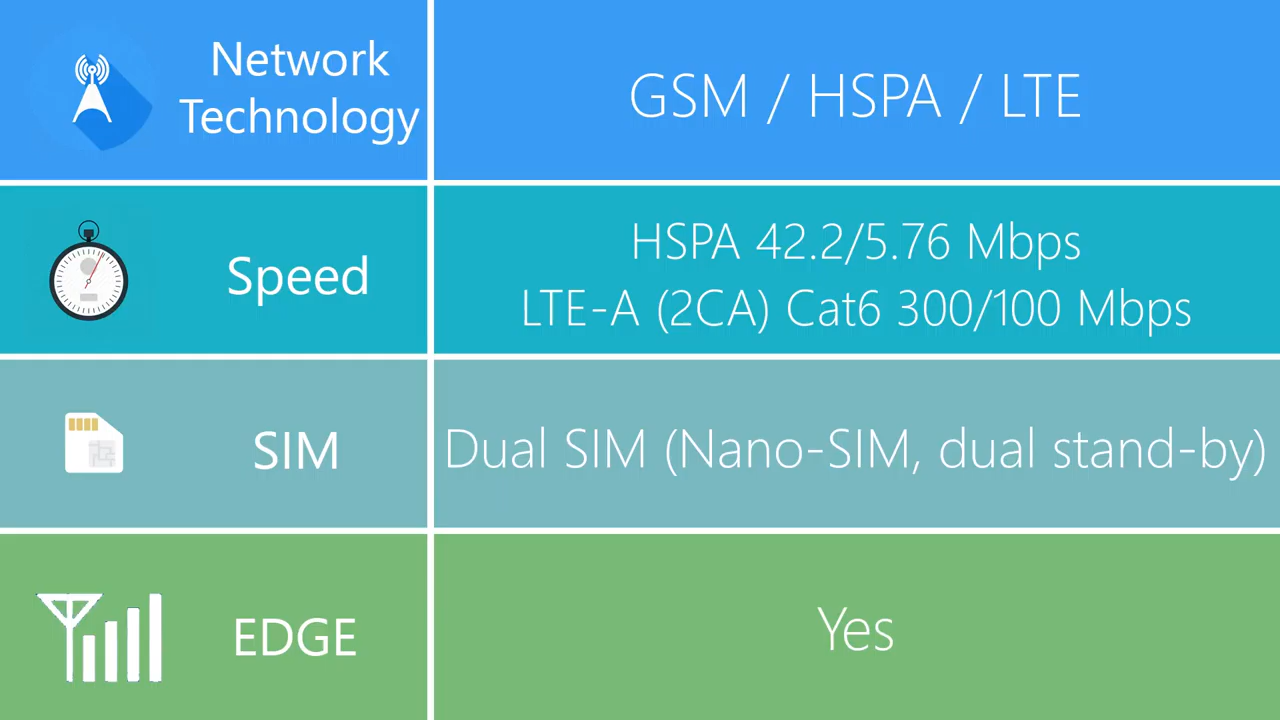 Network
Technology
GSM / HSPA / LTE
Speed
HSPA 42.2/5.76 Mbps
LTE-A (2CA) Cat6 300/100 Mbps
SIM
Dual SIM (Nano-SIM, dual stand-by)
EDGE
Yes